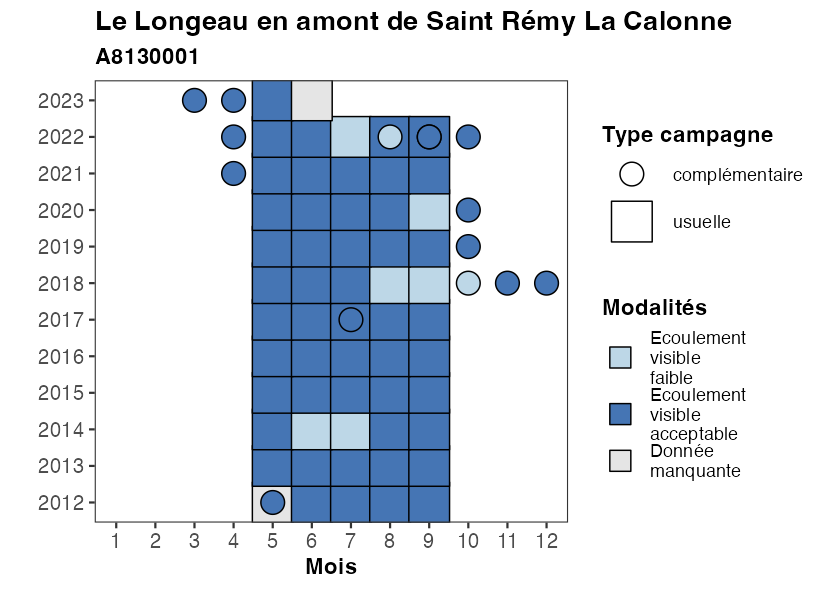 Le Longeau en amont de Saint Rémy La Calonne
A8130001
2023
2022
2021
2020
2019
2018
2017
2016
2015
2014
2013
2012
1 2 3 4 5 6 7 8 9 10 11 12
Mois
Type campagne
complémentaire
usuelle
Modalités
Ecoulement
visible
faible
Ecoulement
visible
acceptable
Donnée
manquante